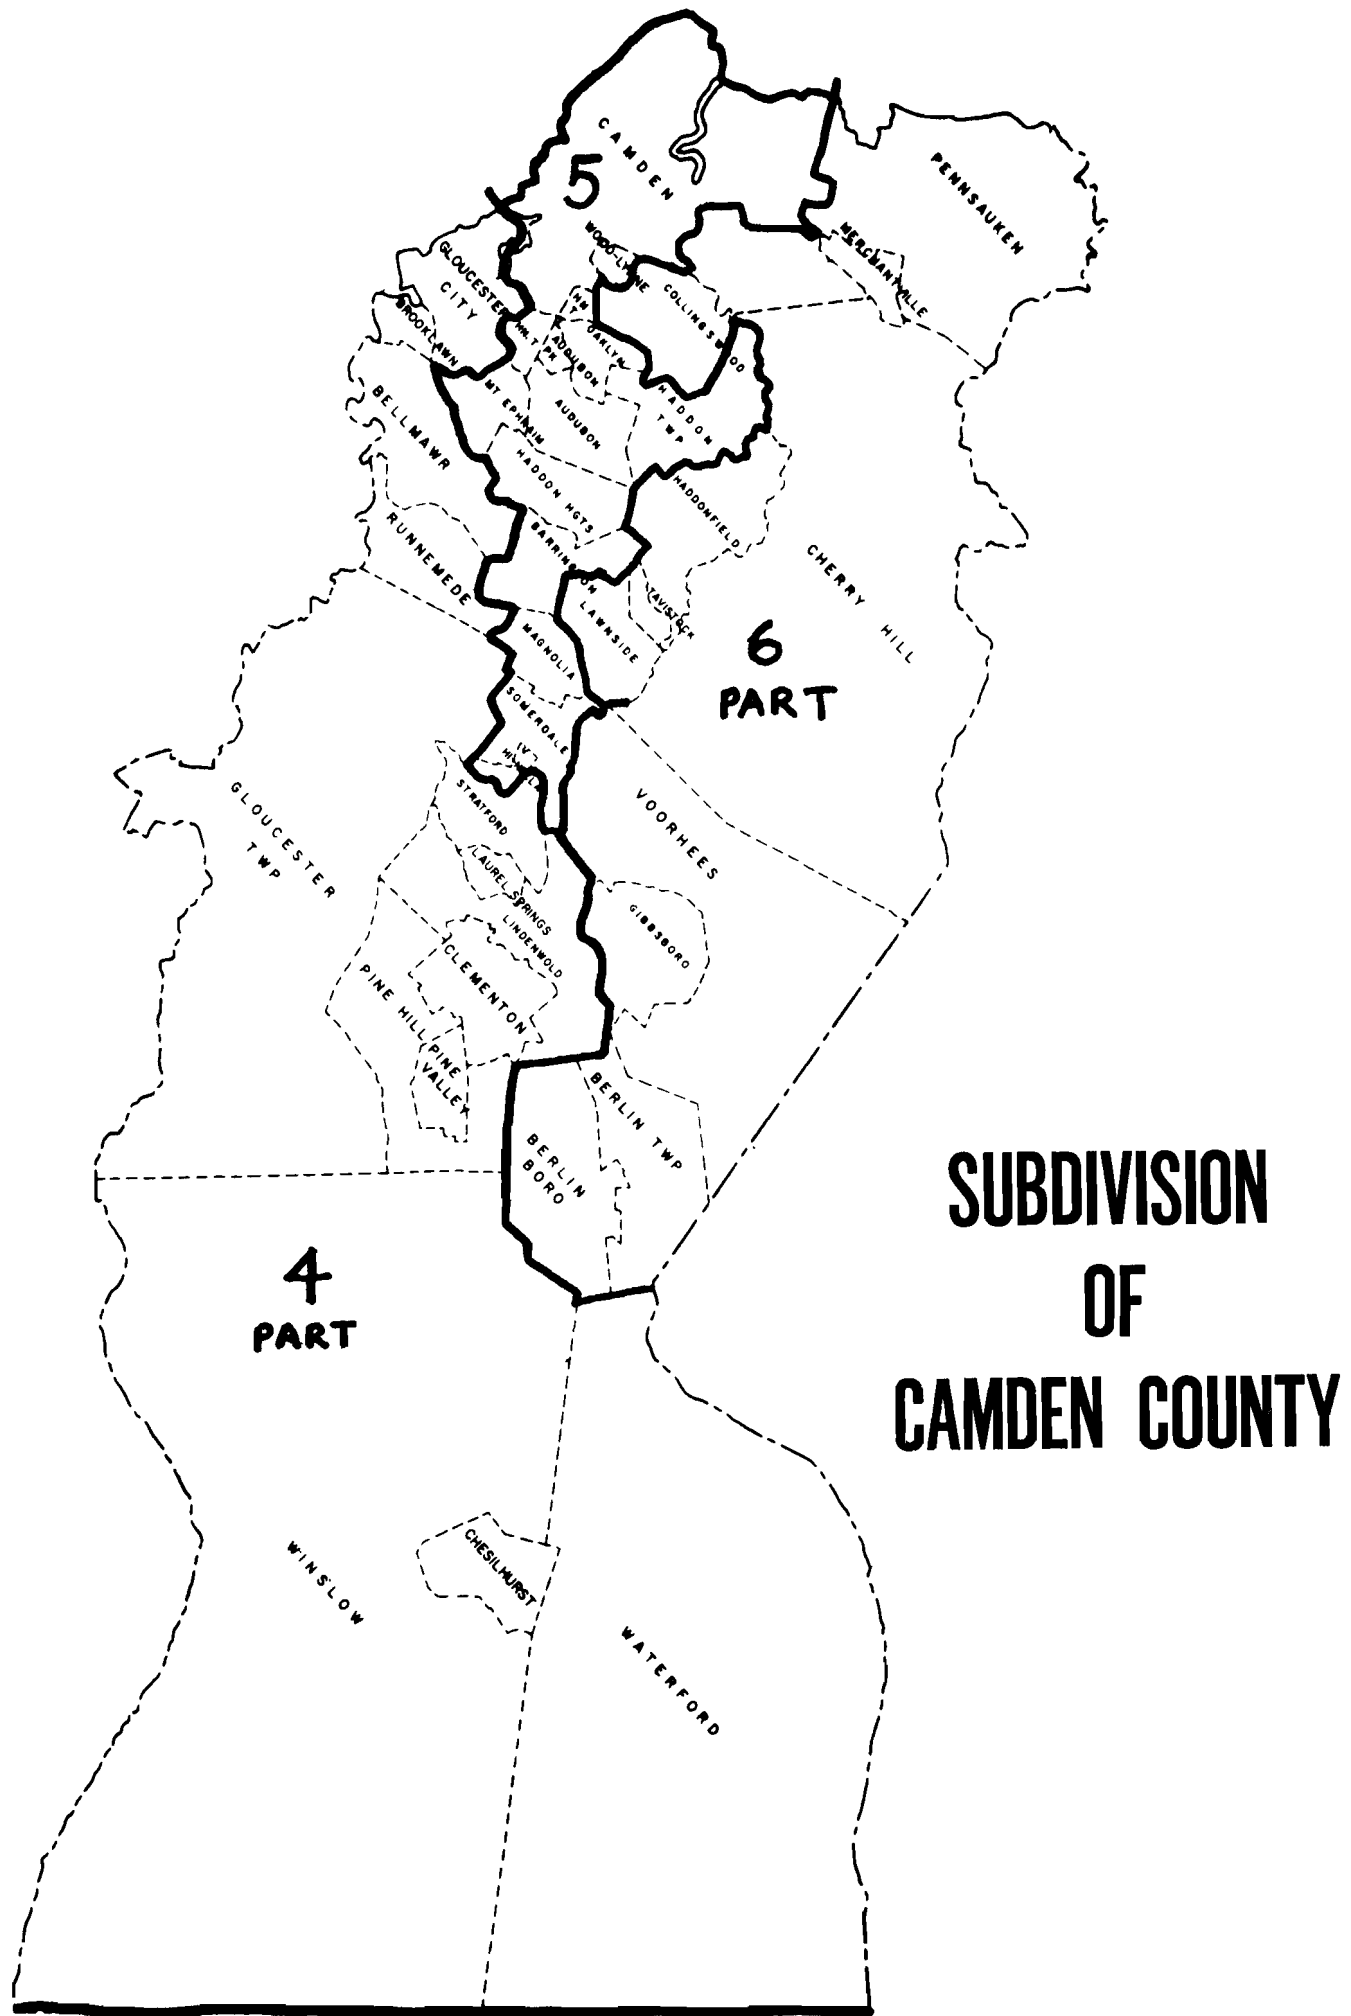 CAMDEN
5
PENNSAUKEN
MERCHANTVILLE
WOOD-LYNNE
GLOUCESTER
CITY
COLLINGSWOOD
BROOKLAWN
OAKLYN
AUDUBON
BELLMAWR
MT EPHRAIM
AUDUBON
HADDON
TWP
HADDON HGTS
HADDONFIELD
RUNNEMEDE
BARRINGTON
CHERRY HILL
TAVISTOCK
LAWNSIDE
MAGNOLIA
6
PART
SOMERDALE
STRATFORD
GLOUCESTER
TWP
VOORHEES
LAUREL SPRINGS
LINDENWOLD
GIBBSBORO
CLEMENTON
PINE HILL
PINE
VALLEY
BERLIN TWP
BERLIN
BORO
SUBDIVISION
OF
CAMDEN COUNTY
4
PART
CHESILHURST
WINSLOW
WATERFORD